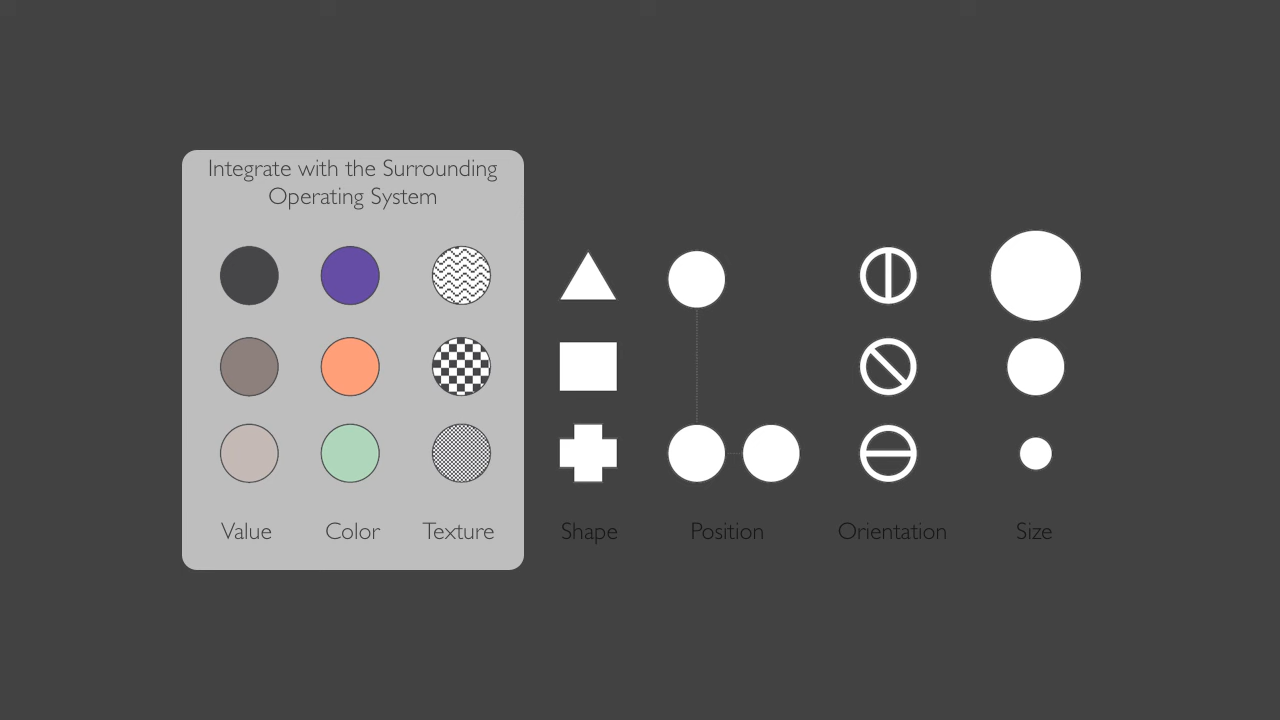 Integrate with the Surrounding
Operating System
Value
Color
Texture
Shape
Position
Orientation
Size